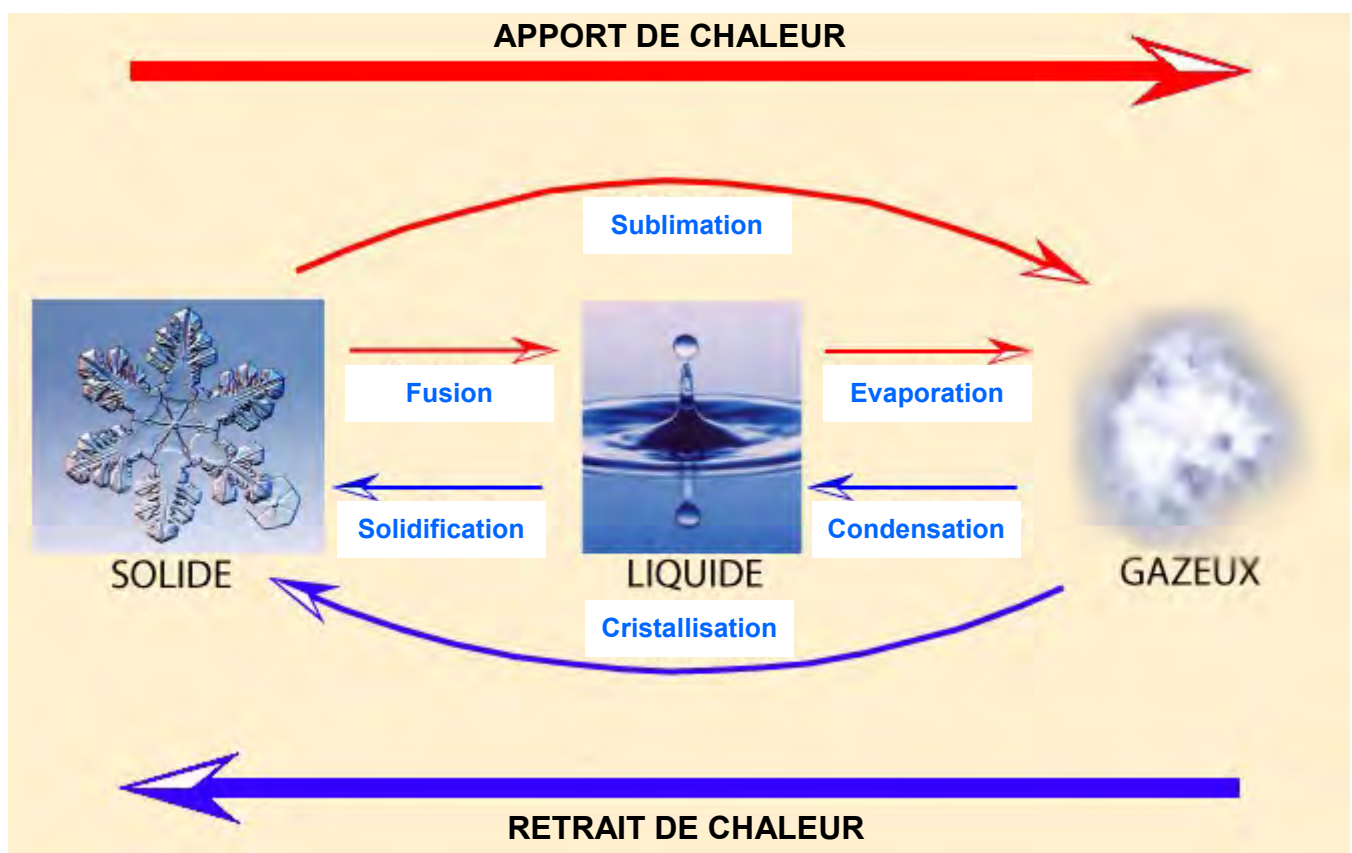 APPORT DE CHALEUR
Sublimation
Fusion
Evaporation
Solidification
Condensation
SOLIDE
LIQUIDE
GAZEUX
Cristallisation
RETRAIT DE CHALEUR